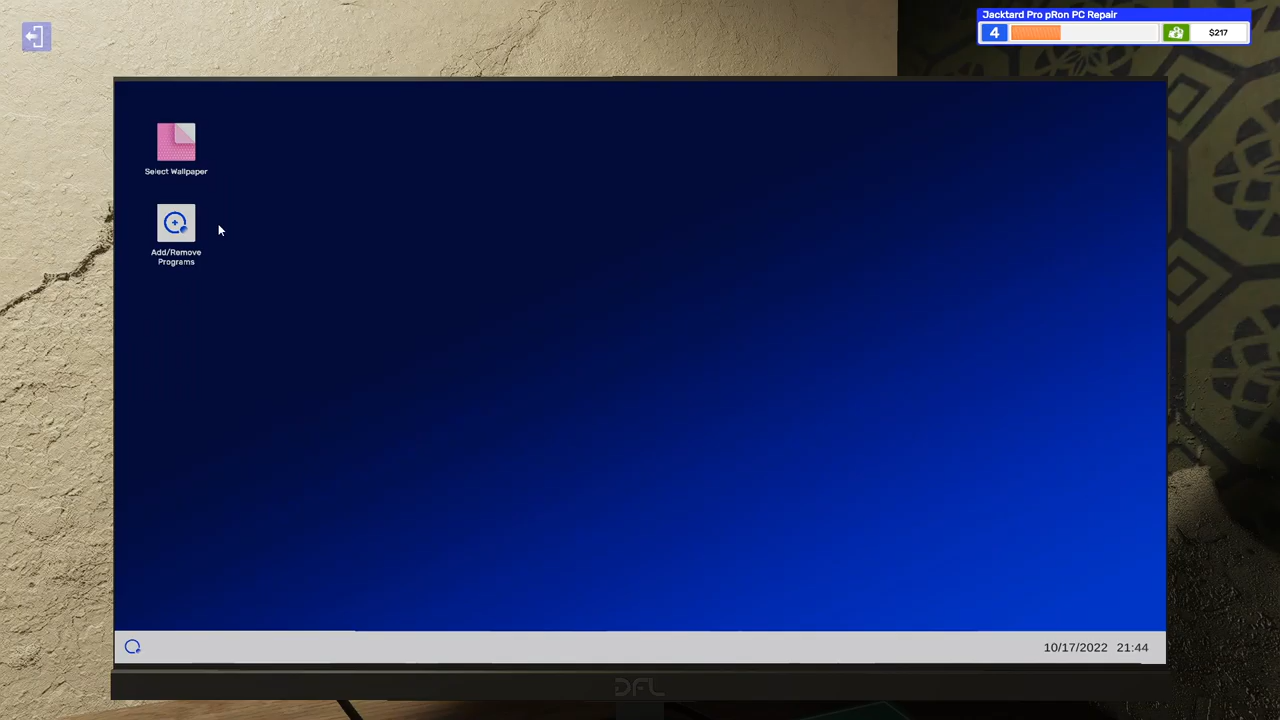 Jacktard Pro pRon PC Repair
4
$217
Select Wallpaper
Add/Remove
Programs
10/17/2022 21:44
DFL